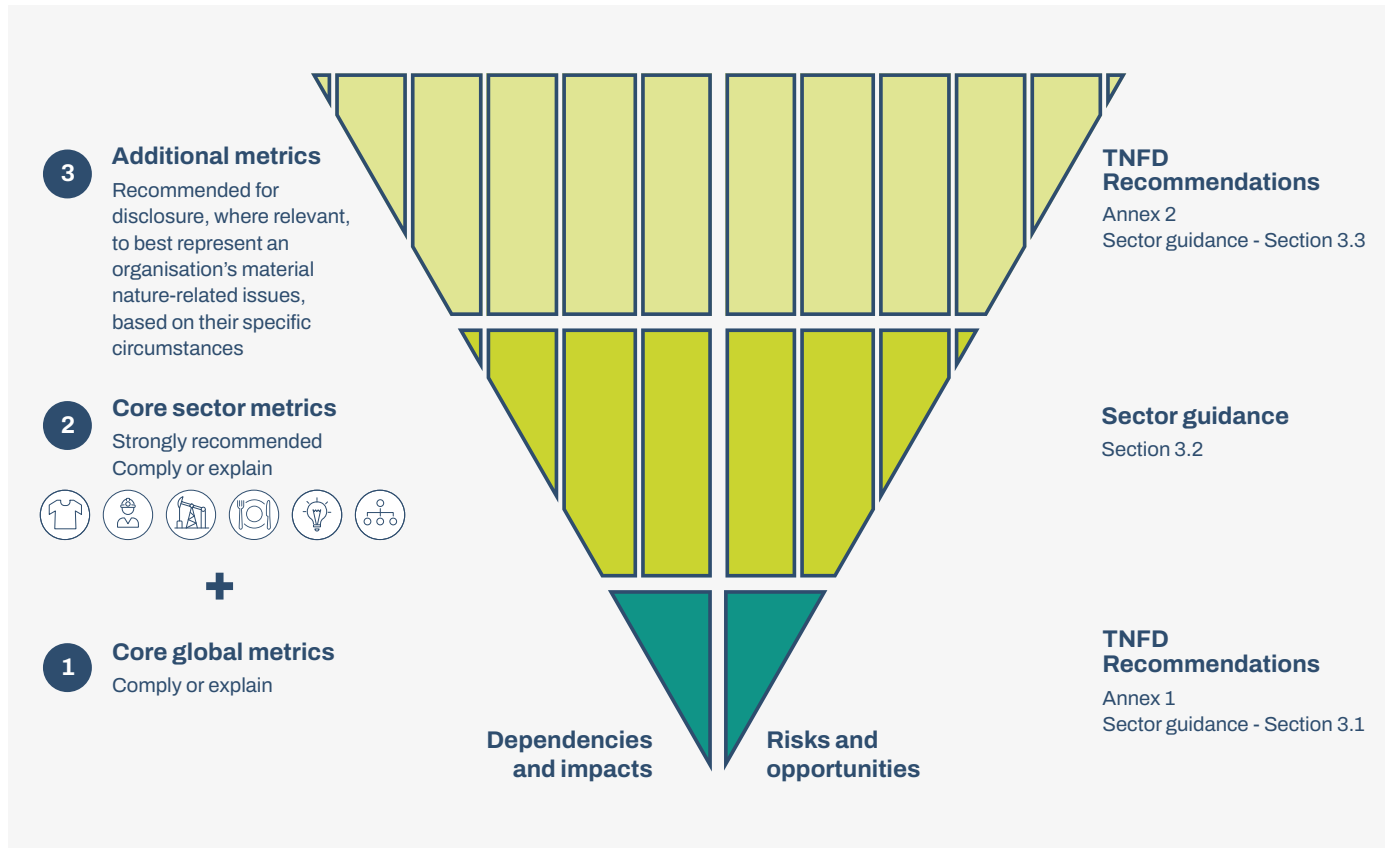 3
Additional metrics
Recommended for
disclosure, where relevant,
to best represent an
organisation's material
nature-related issues,
based on their specific
circumstances
TNFD
Recommendations
Annex 2
Sector guidance - Section 3.3
2
Core sector metrics
Strongly recommended
Comply or explain
Sector guidance
Section 3.2
+
1
Core global metrics
Comply or explain
TNFD
Recommendations
Annex 1
Sector guidance - Section 3.1
Dependencies
and impacts
Risks and
opportunities